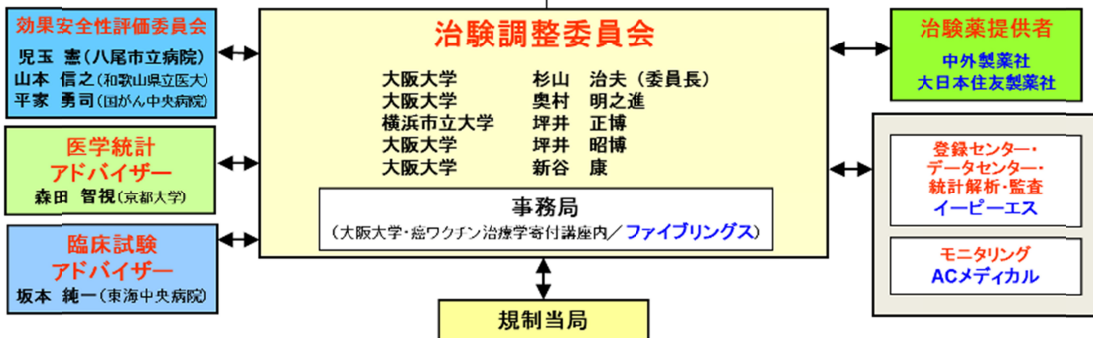 効果安全性評価委員会
児玉 憲(八尾市立病院)
山本 信之(和歌山県立医大)
平家 勇司(国がん中央病院)
医学統計
アドバイザー
森田 智視(京都大学)
臨床試験
アドバイザー
坂本 純一(東海中央病院)
治験調整委員会
大阪大学 杉山 治夫(委員長)
大阪大学 奥村 明之進
横浜市立大学 坪井 正博
大阪大学 坪井 昭博
大阪大学 新谷 康
事務局
(大阪大学・癌ワクチン治療学寄付講座内/ファイブリングス)
規制当局
治験薬提供者
中外製薬社
大日本住友製薬社
登録センター・
データセンター・
統計解析・監査
イーピーエス
モニタリング
ACメディカル